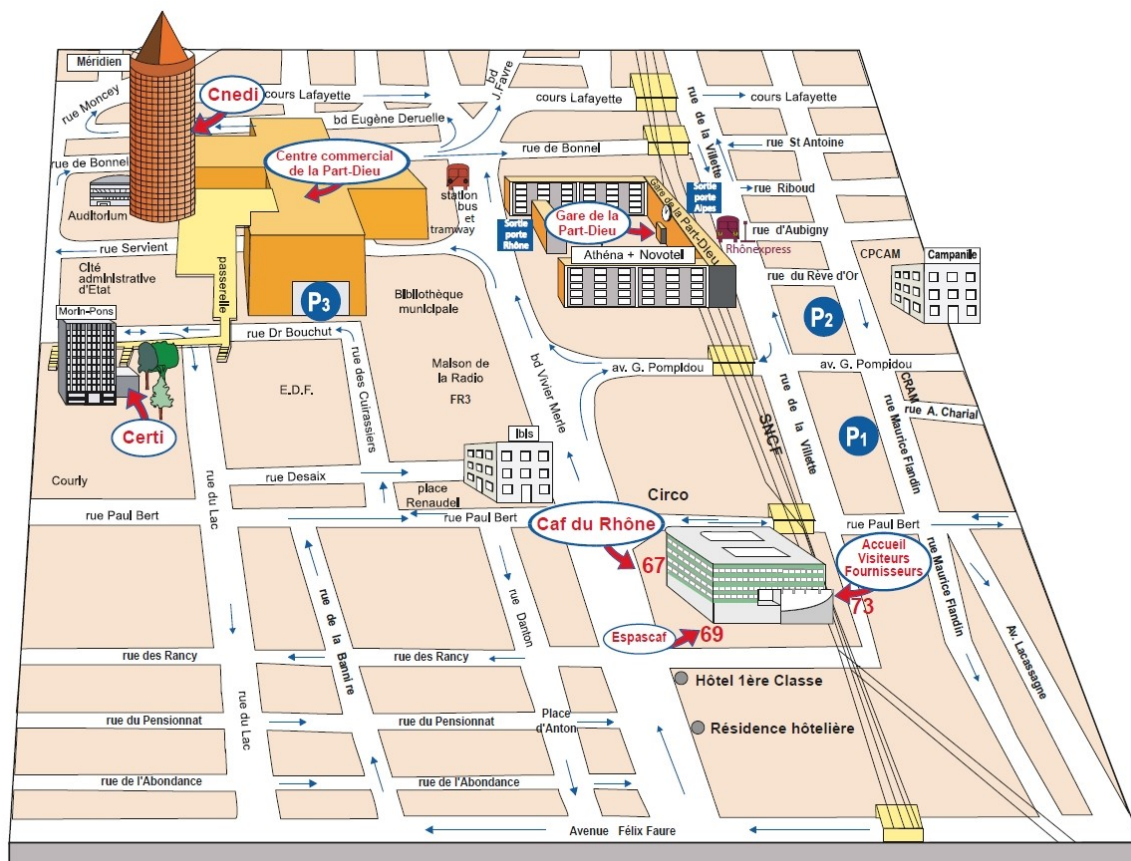 Méridien
rue Moncey
Cnedi
cours Lafayette
bd
J. Favre
cours Lafayette
rue de la Villette
cours Lafayette
bd Eugène Deruelle
rue de Bonnel
rue de Bonnel
rue St Antoine
Centre commercial
de la Part-Dieu
station
bus
et
tramway
Auditorium
Sortie
porte
Rhône
Gare de la
Part-Dieu
Gare de la Part-Dieu
Sortie
porte
Alpes
rue Riboud
rue d'Aubigny
Rhônexpress
rue Servient
passerelle
Athéna + Novotel
CPCAM
Campanile
Cité
administrative
d'Etat
rue du Rêve d'Or
P3
Bibliothèque
municipale
P2
Morin-Pons
rue Dr Bouchut
rue des Cuirassiers
Maison de
la Radio
FR3
bd Vivier Merle
av. G. Pompidou
av. G. Pompidou
E.D.F.
CRAM
rue A. Charial
Certi
SNCF
rue de la Villette
P1
rue Maurice Flandin
Ibis
Courly
rue du Lac
rue Desaix
place
Renaudel
Circo
rue Paul Bert
rue Paul Bert
Caf du Rhône
rue Paul Bert
67
Accueil
Visiteurs
Fournisseurs
73
rue Maurice Flandin
Av. Lacassagne
rue de la Banni re
rue Danton
Espascaf
69
rue des Rancy
rue des Rancy
Hôtel 1ère Classe
rue du Lac
rue du Pensionnat
rue du Pensionnat
Place
d'Anton
Résidence hôtelière
rue de l'Abondance
rue de l'Abondance
Avenue Félix Faure